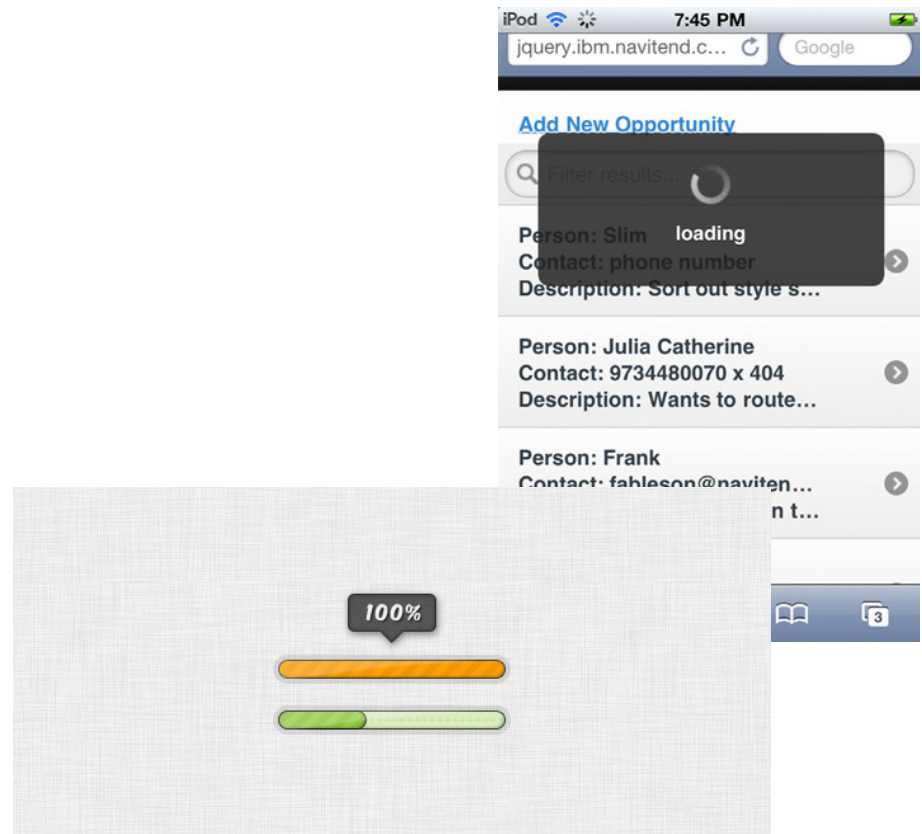 iPod 7:45 PM
jquery.ibm.navitend.c... Google
Add New Opportunity
Filter results...
loading
Person: Slim
Contact: phone number
Description: Sort out style s...
Person: Julia Catherine
Contact: 9734480070 x 404
Description: Wants to route...
Person: Frank
Contact: fableson@naviten...
n t...
3
100%